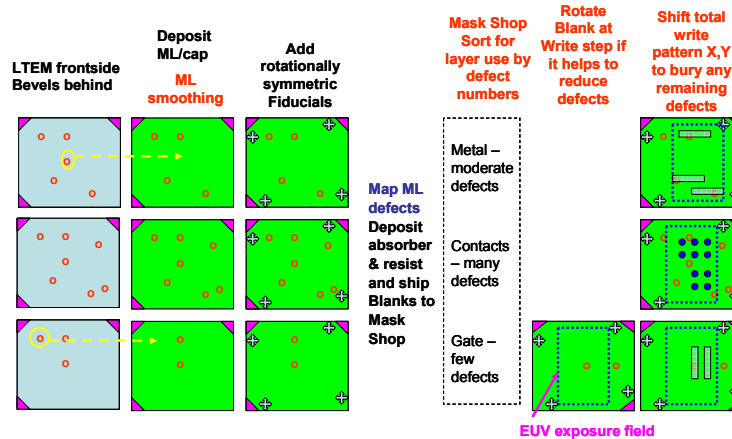 LTEM frontside
Bevels behind
Deposit
ML/cap
ML
smoothing
Add
rotationally
symmetric
Fiducials
Map ML
defects
Deposit
absorber
& resist
and ship
Blanks to
Mask
Shop
Mask Shop
Sort for
layer use by
defect
numbers
Metal –
moderate
defects
Contacts
– many
defects
Gate –
few
defects
Rotate
Blank at
Write step if
it helps to
reduce
defects
Shift total
write
pattern X,Y
to bury any
remaining
defects
EUV exposure field